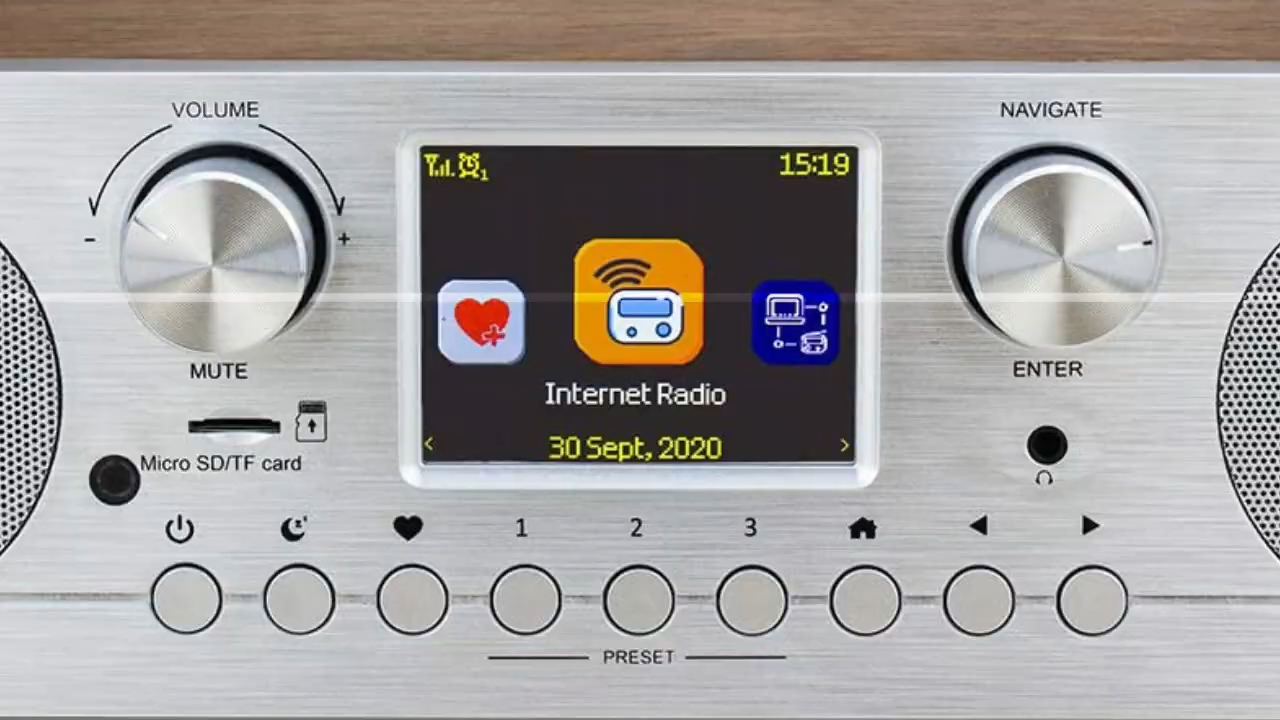 VOLUME
NAVIGATE
1
15:19
-
+
Internet Radio
MUTE
ENTER
< 30 Sept, 2020 >
Micro SD/TF card
1 2 3
PRESET